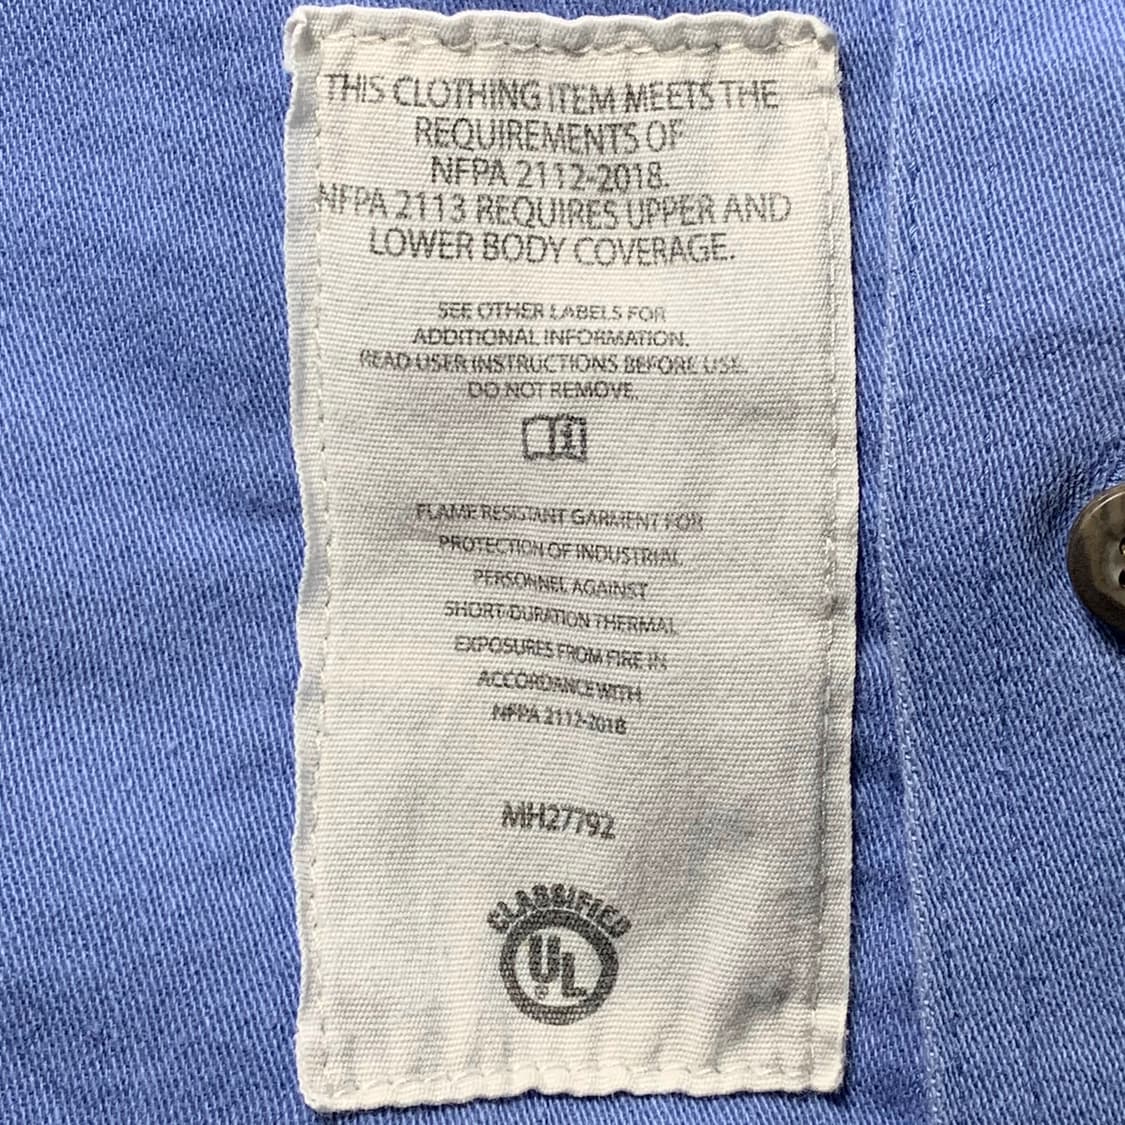 THIS CLOTHING ITEM MEETS THE
REQUIREMENTS OF
NFPA 2112-2018.
NFPA 2113 REQUIRES UPPER AND
LOWER BODY COVERAGE.
SEE OTHER LABELS FOR
ADDITIONAL INFORMATION.
READ USER INSTRUCTIONS BEFORE USE.
DO NOT REMOVE.
i
FLAME RESISTANT GARMENT FOR
PROTECTION OF INDUSTRIAL
PERSONNEL AGAINST
SHORT-DURATION THERMAL
EXPOSURES FROM FIRE IN
ACCORDANCE WITH
NFPA 2112-2018
MH27792
CLASSIFIED
UL
®